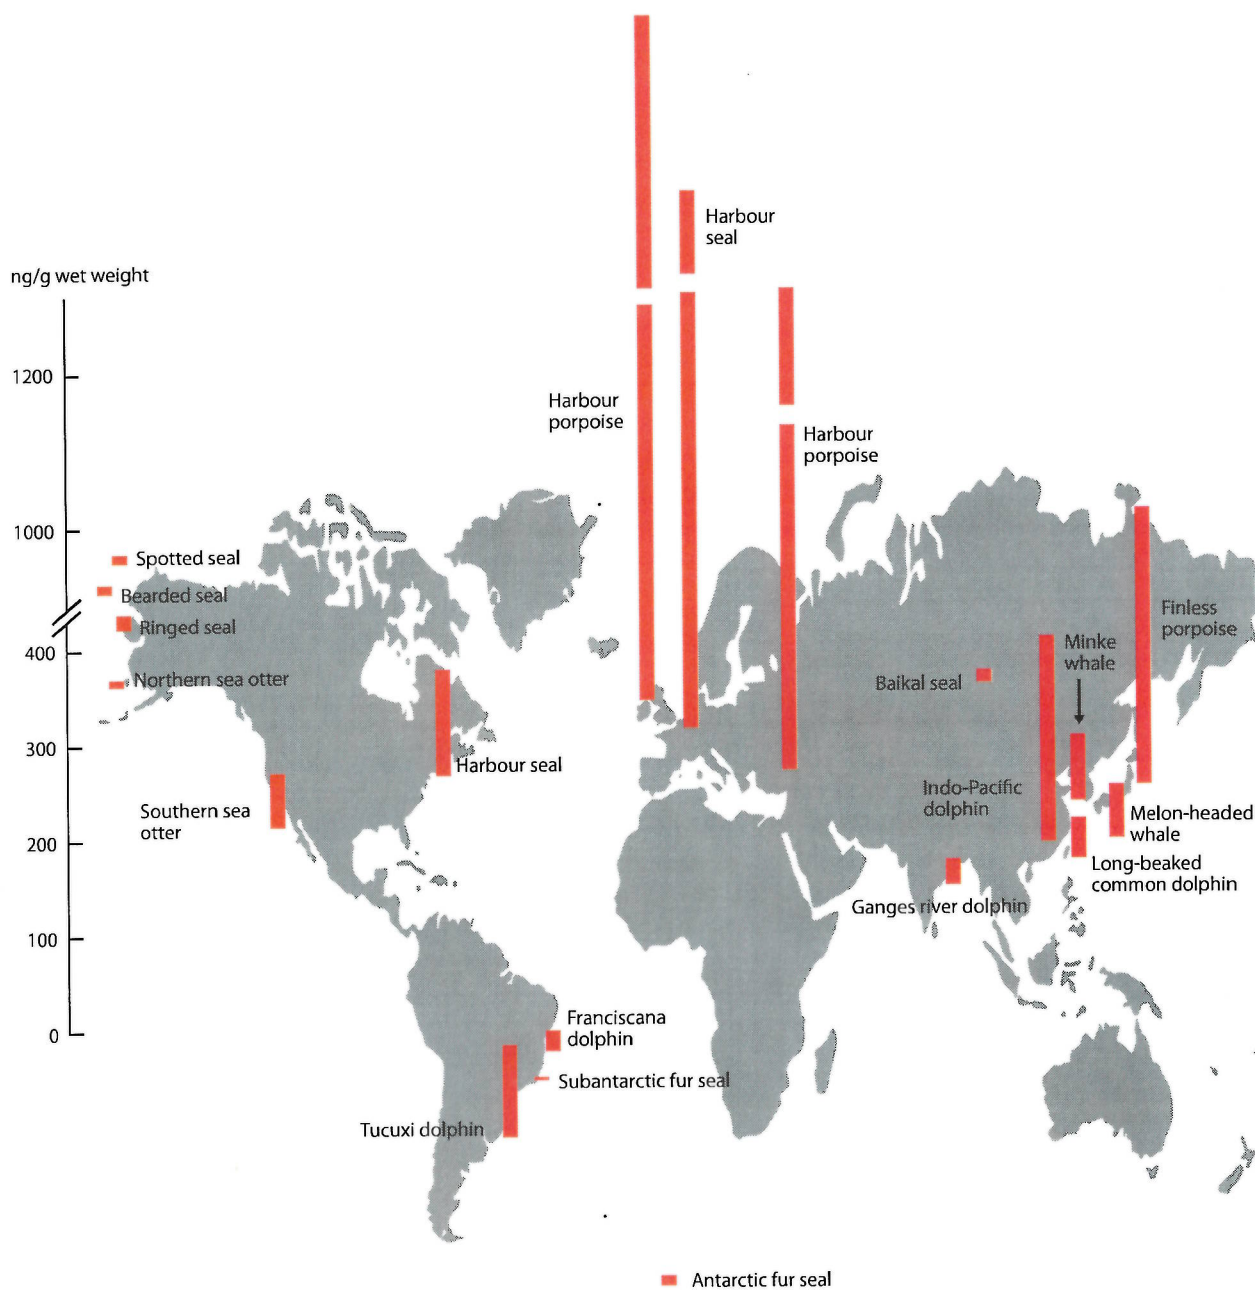 Harbour
seal
ng/g wet weight
1200
Harbour
porpoise
Harbour
porpoise
1000
Spotted seal
Bearded seal
Ringed seal
Finless
porpoise
Minke
whale
400
Northern sea otter
Baikal seal
300
Harbour seal
Indo-Pacific
dolphin
Southern sea
otter
Melon-headed
whale
200
Long-beaked
common dolphin
Ganges river dolphin
100
Franciscana
dolphin
0
Subantarctic fur seal
Tucuxi dolphin
Antarctic fur seal